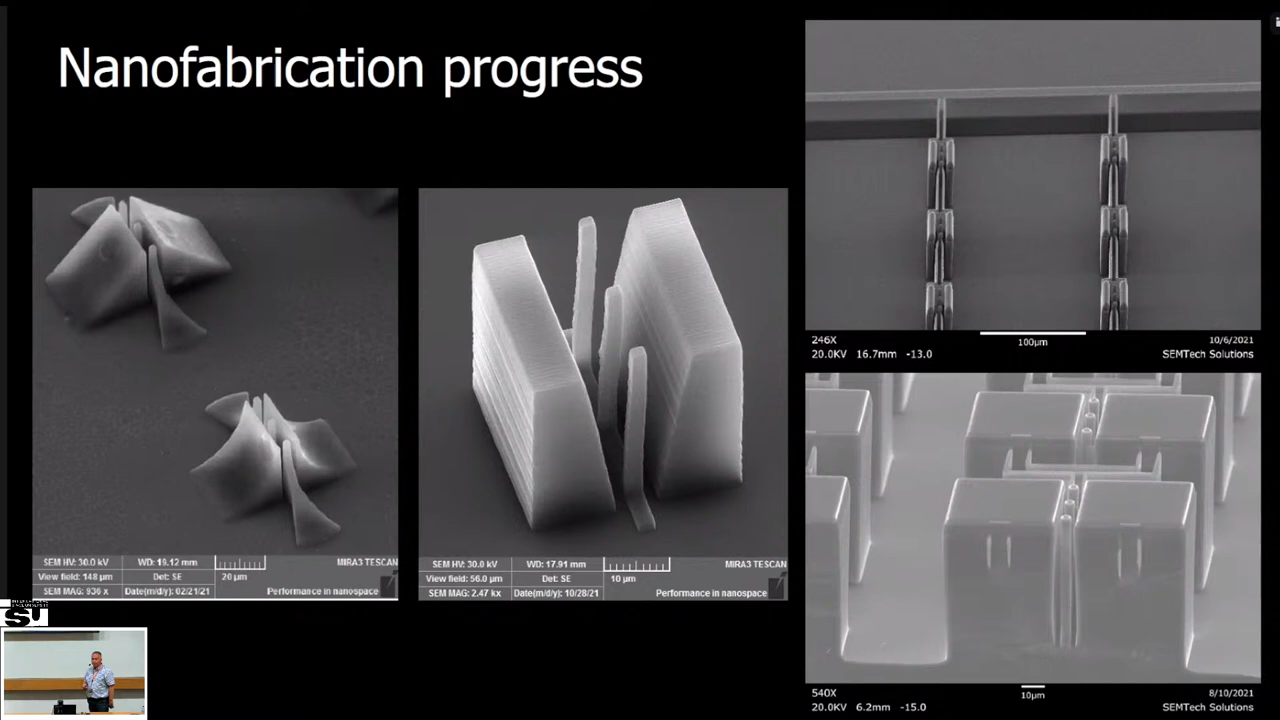 Nanofabrication progress
SEM HV: 30.0 kV
WD: 19.12 mm
MIRA3 TESCAN
View field: 148 µm
Det: SE
20 µm
SEM MAG: 936 x
Date(m/d/y): 02/21/21
Performance in nanospace
SEM HV: 30.0 kV
WD: 17.91 mm
MIRA3 TESCAN
View field: 56.0 µm
Det: SE
10 µm
SEM MAG: 2.47 kx
Date(m/d/y): 10/28/21
Performance in nanospace
246X
100µm
10/6/2021
20.0KV 16.7mm -13.0
SEMTech Solutions
540X
10µm
8/10/2021
20.0KV 6.2mm -15.0
SEMTech Solutions
SU